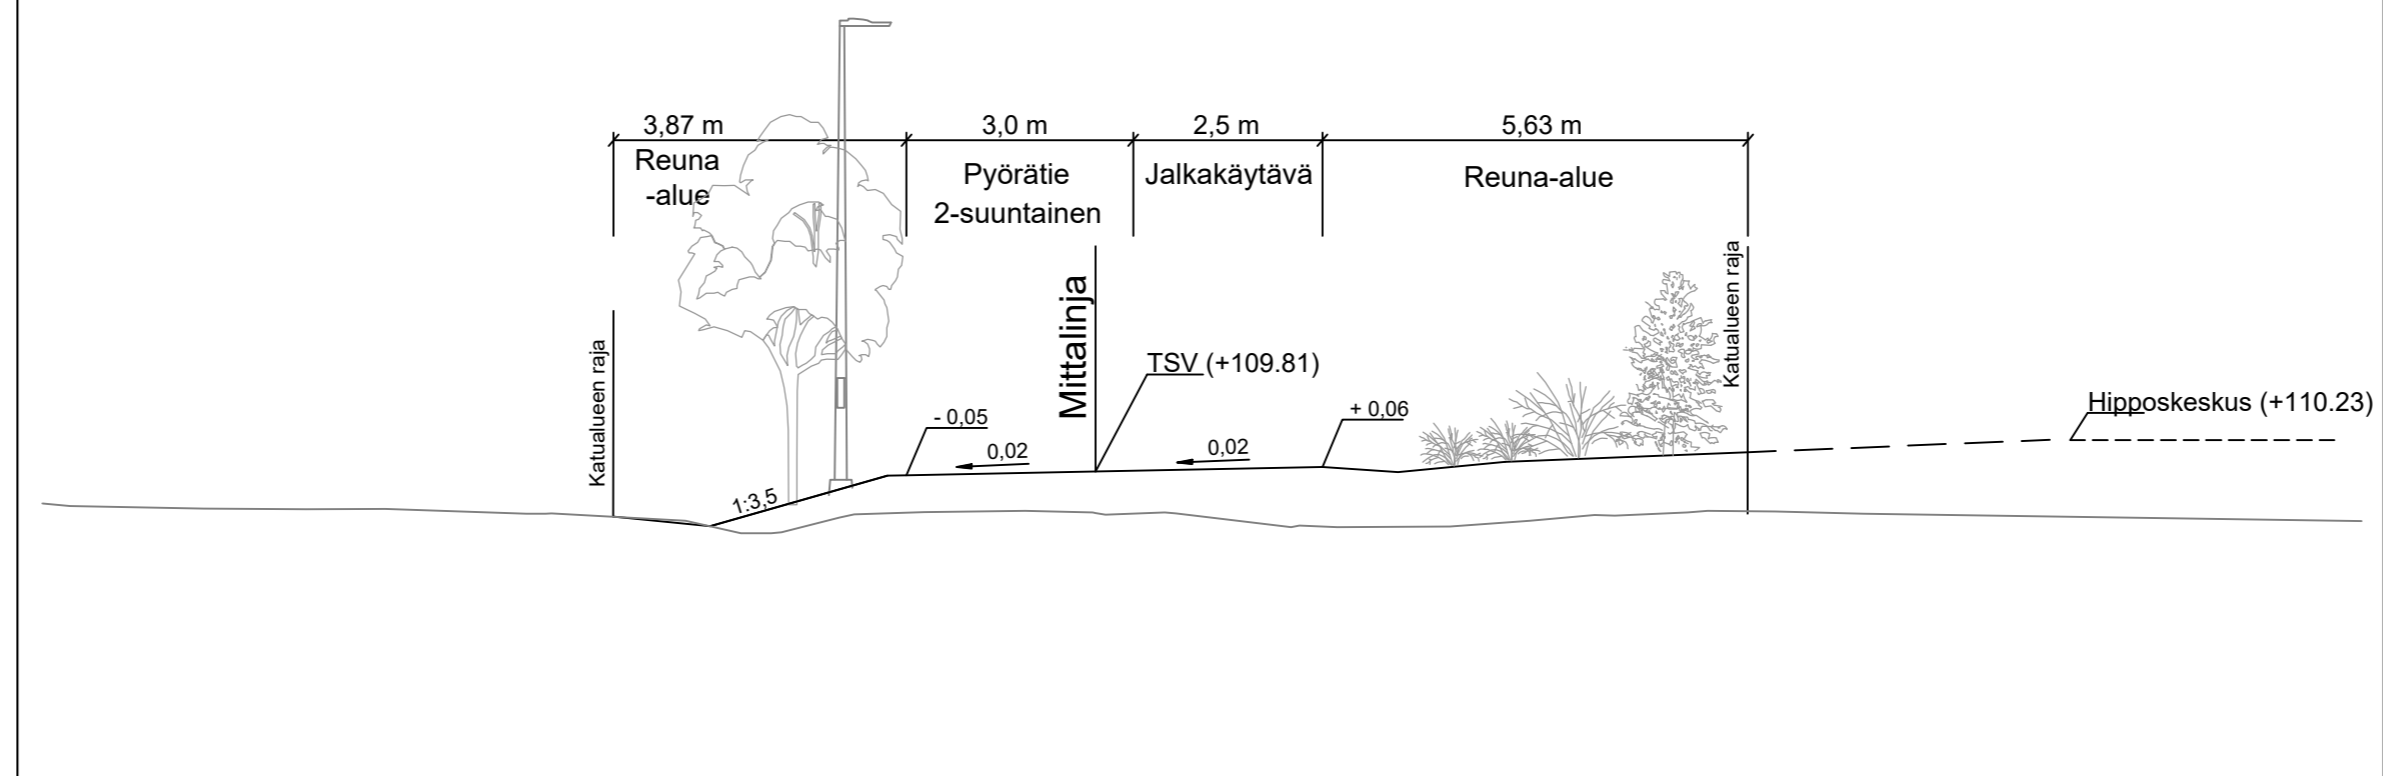 3,87 m
3,0 m
2,5 m
5,63 m
Reuna
-alue
Pyörätie
2-suuntainen
Jalkakäytävä
Reuna-alue
Katualueen raja
Mittalinja
Katualueen raja
TSV (+109.81)
- 0,05
+ 0,06
Hipposkeskus (+110.23)
0,02
0,02
1:3,5